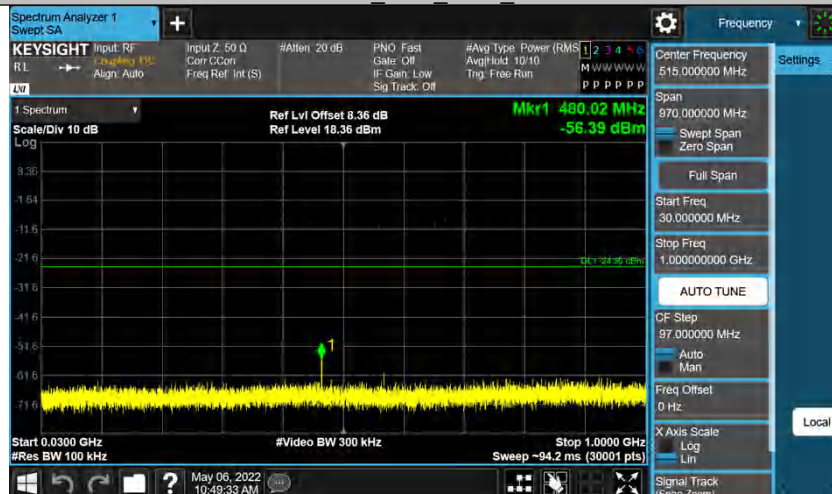 Spectrum Analyzer 1
Swept SA
Frequency
KEYSIGHT
RL
LXI
Input: RF
Coupling: DC
Align: Auto
Input Z: 50 Ω
Corr CCorr
Freq Ref: Int (S)
#Atten: 20 dB
PNO: Fast
Gate: Off
IF Gain: Low
Sig Track: Off
#Avg Type: Power (RMS
Avg|Hold: 10/10
Trig: Free Run
1 2 3 4 5 6
M W W W W W
P P P P P P
1 Spectrum
Scale/Div 10 dB
Log
Ref Lvl Offset 8.36 dB
Ref Level 18.36 dBm
Mkr1 480.02 MHz
-56.39 dBm
8.36
-1.64
-11.6
-21.6
-31.6
-41.6
-51.6
-61.6
-71.6
1
Start 0.0300 GHz
#Res BW 100 kHz
#Video BW 300 kHz
Stop 1.0000 GHz
Sweep ~94.2 ms (30001 pts)
May 06, 2022
10:49:33 AM
Center Frequency
515.000000 MHz
Span
970.000000 MHz
Swept Span
Zero Span
Full Span
Start Freq
30.000000 MHz
Stop Freq
1.000000000 GHz
AUTO TUNE
CF Step
97.000000 MHz
Auto
Man
Freq Offset
0 Hz
X Axis Scale
Log
Lin
Signal Track
(Span Zoom)
Settings
Local